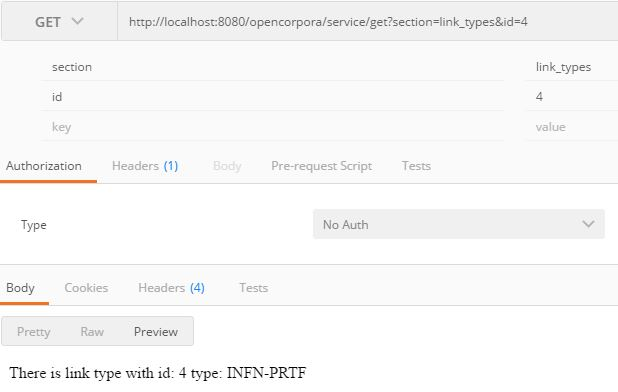 GET http://localhost:8080/opencorpora/service/get?section=link_types&id=4
section link_types
id 4
key value
Authorization Headers (1) Body Pre-request Script Tests
Type No Auth
Body Cookies Headers (4) Tests
Pretty Raw Preview
There is link type with id: 4 type: INFN-PRTF